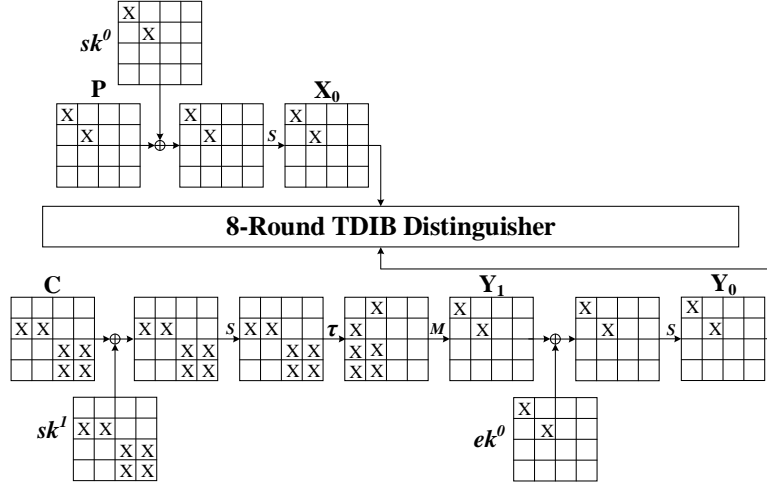 X
sk⁰ X
P X₀
X X X
X X X
S
8-Round TDIB Distinguisher
C Y₁ Y₀
X X X X
X X X X X X X X X X
S τ M S
X X X X X X X X
X X X X X X X X
X
sk¹ X X ek⁰ X
X X
X X